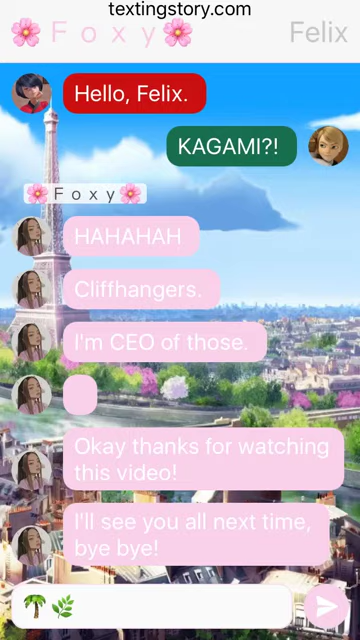 textingstory.com
🌸F o x y🌸
Felix
Hello, Felix.
KAGAMI?!
🌸F o x y🌸
HAHAHAH
Cliffhangers.
I'm CEO of those.
Okay thanks for watching
this video!
I'll see you all next time,
bye bye!
🌴🌿